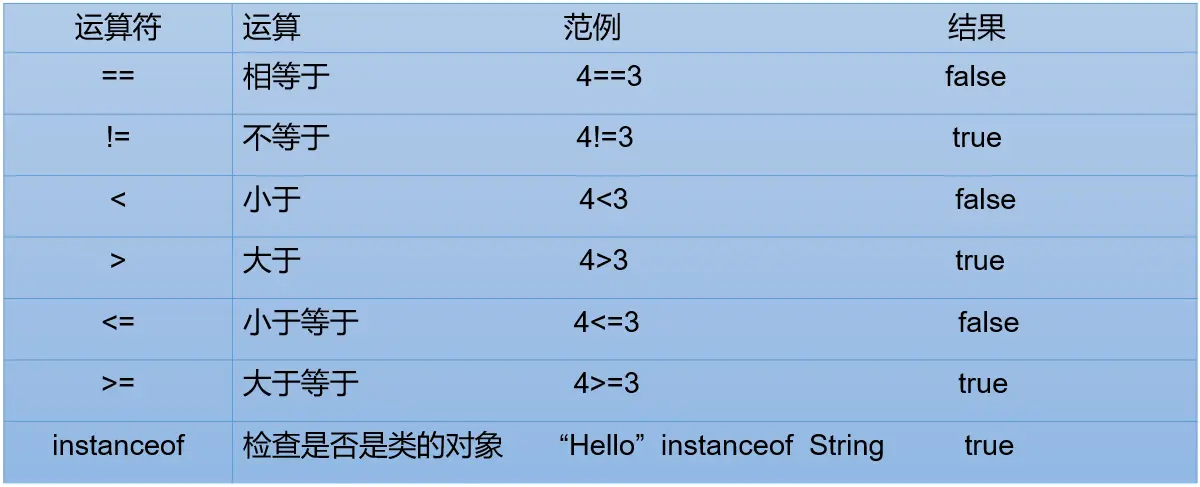 运算符 运算 范例 结果
== 相等于 4==3 false
!= 不等于 4!=3 true
< 小于 4<3 false
> 大于 4>3 true
<= 小于等于 4<=3 false
>= 大于等于 4>=3 true
instanceof 检查是否是类的对象 “Hello” instanceof String true